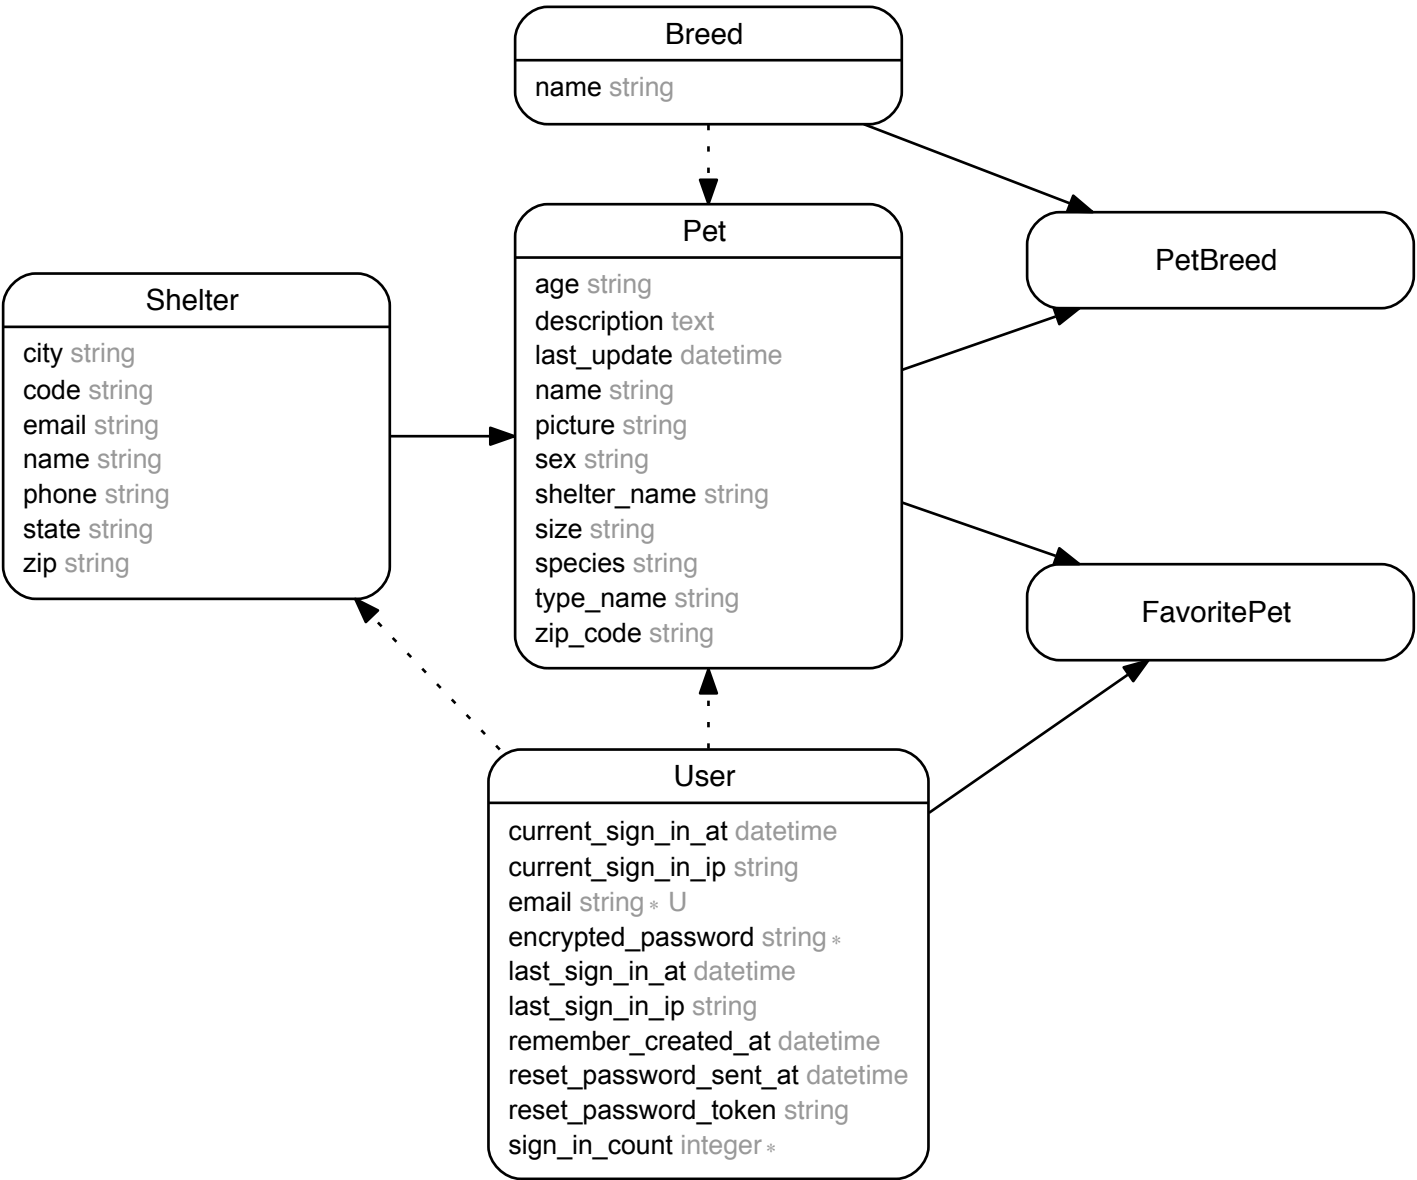 Breed
name string
Pet
age string
description text
last_update datetime
name string
picture string
sex string
shelter_name string
size string
species string
type_name string
zip_code string
PetBreed
Shelter
city string
code string
email string
name string
phone string
state string
zip string
FavoritePet
User
current_sign_in_at datetime
current_sign_in_ip string
email string * U
encrypted_password string *
last_sign_in_at datetime
last_sign_in_ip string
remember_created_at datetime
reset_password_sent_at datetime
reset_password_token string
sign_in_count integer *